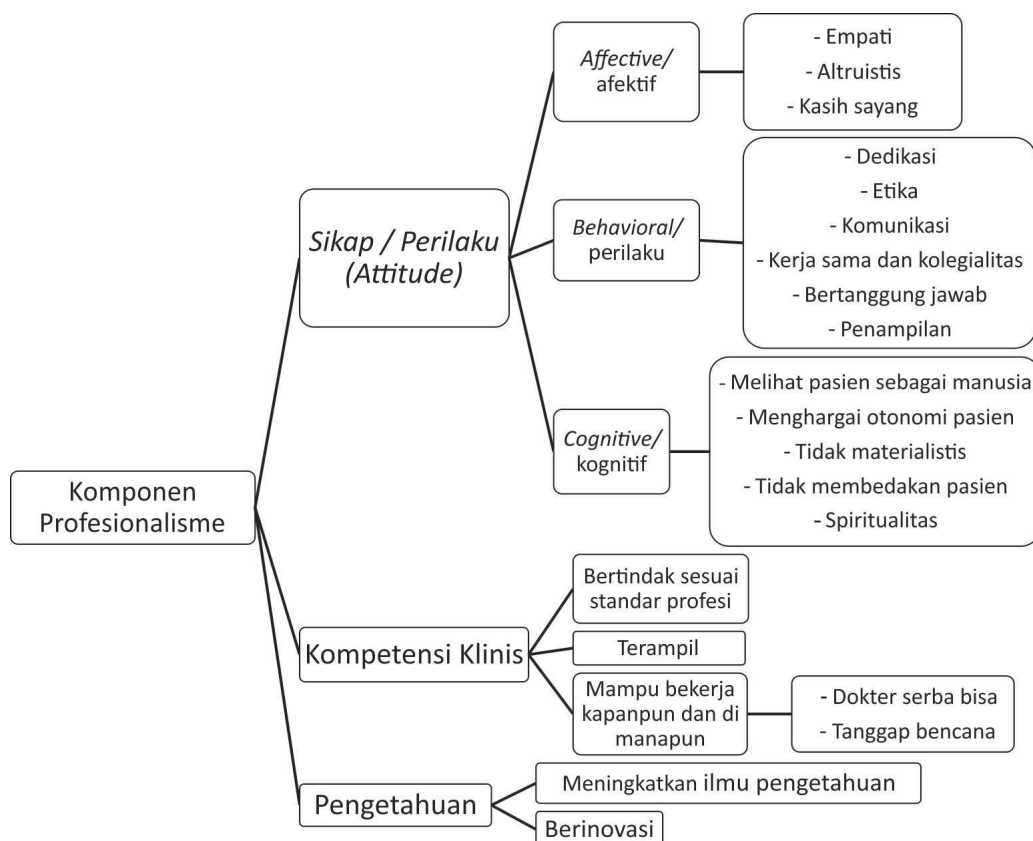 Komponen
Profesionalisme
Sikap / Perilaku
(Attitude)
Affective/
afektif
- Empati
- Altruistis
- Kasih sayang
Behavioral/
perilaku
- Dedikasi
- Etika
- Komunikasi
- Kerja sama dan kolegialitas
- Bertanggung jawab
- Penampilan
Cognitive/
kognitif
- Melihat pasien sebagai manusia
- Menghargai otonomi pasien
- Tidak materialistis
- Tidak membedakan pasien
- Spiritualitas
Kompetensi Klinis
Bertindak sesuai
standar profesi
Terampil
Mampu bekerja
kapanpun dan di
manapun
- Dokter serba bisa
- Tanggap bencana
Pengetahuan
Meningkatkan ilmu pengetahuan
Berinovasi